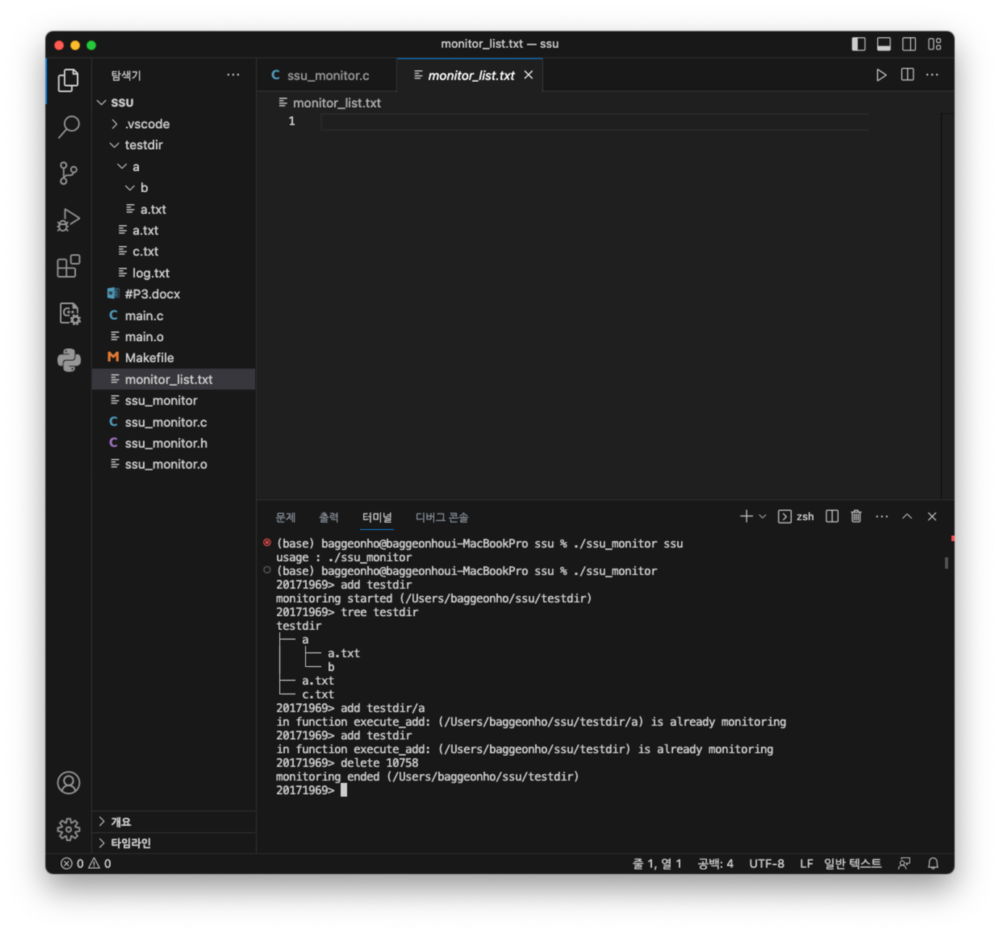 monitor_list.txt — ssu
탐색기
SSU
.vscode
testdir
a
b
a.txt
a.txt
c.txt
log.txt
#P3.docx
main.c
main.o
Makefile
monitor_list.txt
ssu_monitor
ssu_monitor.c
ssu_monitor.h
ssu_monitor.o
개요
타임라인
ssu_monitor.c
monitor_list.txt
monitor_list.txt
1
문제 출력 터미널 디버그 콘솔
zsh
(base) baggeonho@baggeonhoui-MacBookPro ssu % ./ssu_monitor ssu
usage : ./ssu_monitor
(base) baggeonho@baggeonhoui-MacBookPro ssu % ./ssu_monitor
20171969> add testdir
monitoring started (/Users/baggeonho/ssu/testdir)
20171969> tree testdir
testdir
├── a
│   ├── a.txt
│   └── b
├── a.txt
└── c.txt
20171969> add testdir/a
in function execute_add: (/Users/baggeonho/ssu/testdir/a) is already monitoring
20171969> add testdir
in function execute_add: (/Users/baggeonho/ssu/testdir) is already monitoring
20171969> delete 10758
monitoring ended (/Users/baggeonho/ssu/testdir)
20171969>
0 0
줄 1, 열 1 공백: 4 UTF-8 LF 일반 텍스트